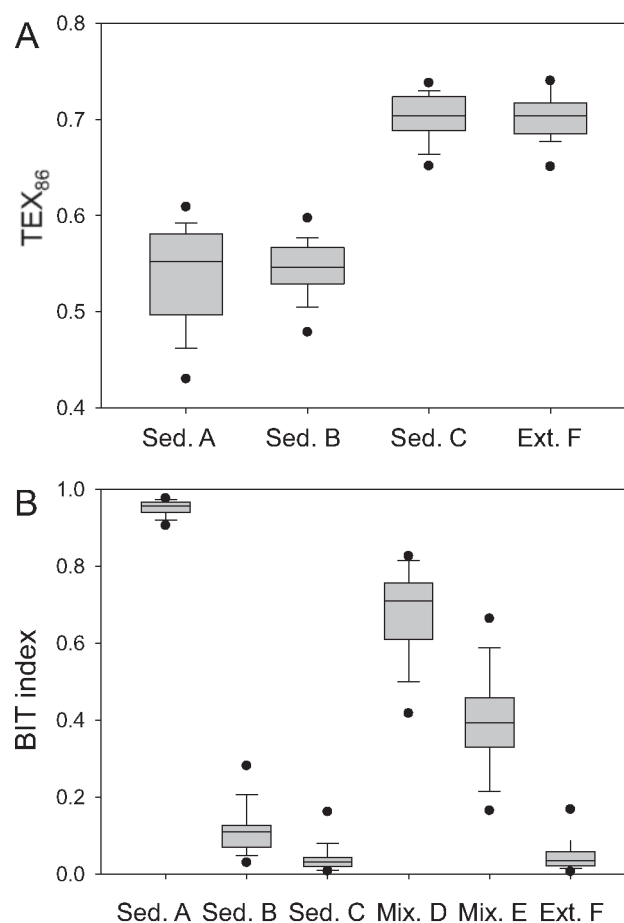 A
TEX86
0.8
0.7
0.6
0.5
0.4
Sed. A Sed. B Sed. C Ext. F
B
BIT index
1.0
0.8
0.6
0.4
0.2
0.0
Sed. A Sed. B Sed. C Mix. D Mix. E Ext. F